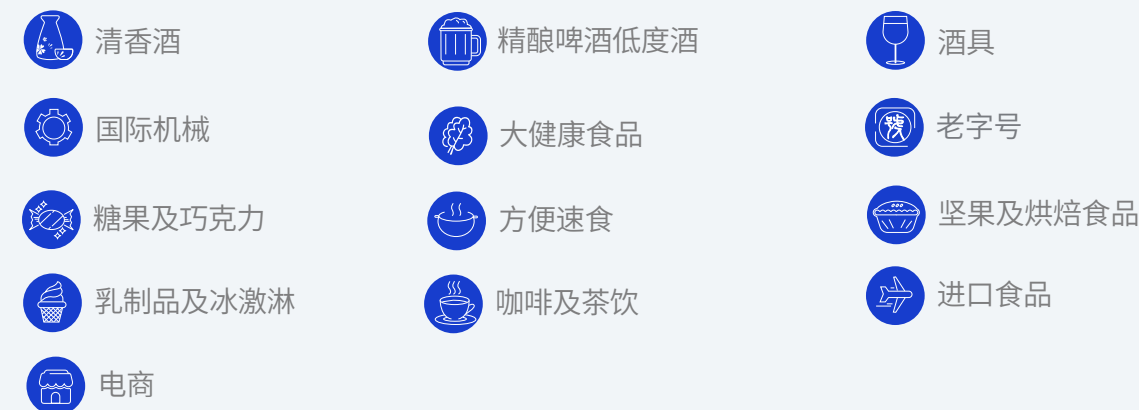 清香酒
精酿啤酒低度酒
酒具
国际机械
大健康食品
老字号
糖果及巧克力
方便速食
坚果及烘焙食品
乳制品及冰激淋
咖啡及茶饮
进口食品
电商